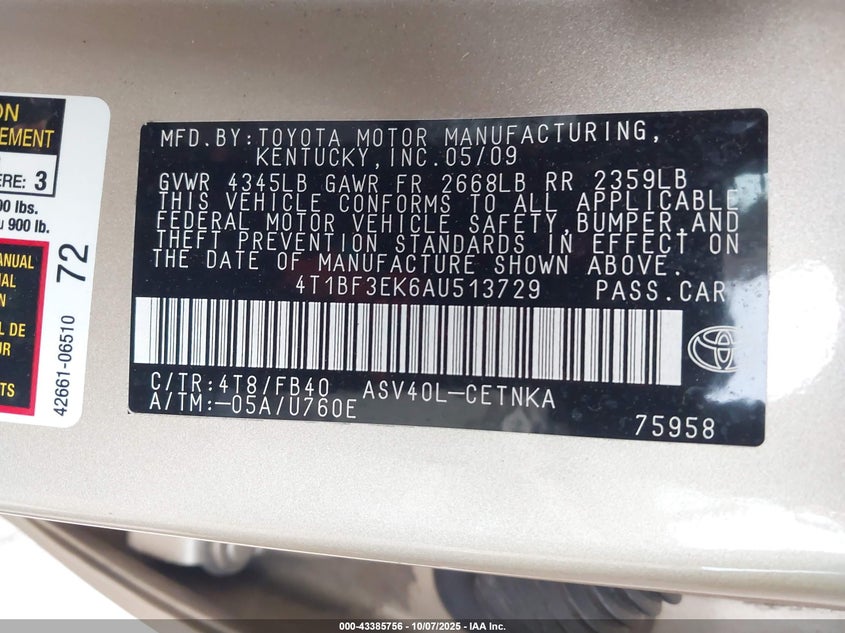 ON
EMENT
ERE: 3
00 lbs.
u 900 lb.
ANUAL
IAL
ON
L DE
UR
TS
42661-06510
72
MFD.BY:TOYOTA MOTOR MANUFACTURING,
KENTUCKY,INC.05/09
GVWR 4345LB GAWR FR 2668LB RR 2359LB
THIS VEHICLE CONFORMS TO ALL APPLICABLE
FEDERAL MOTOR VEHICLE SAFETY,BUMPER,AND
THEFT PREVENTION STANDARDS IN EFFECT ON
THE DATE OF MANUFACTURE SHOWN ABOVE.
4T1BF3EK6AU513729 PASS.CAR
C/TR:4T8/FB40 ASV40L-CETNKA
A/TM:-05A/U760E
75958
000-43385756 - 10/07/2025 - IAA Inc.